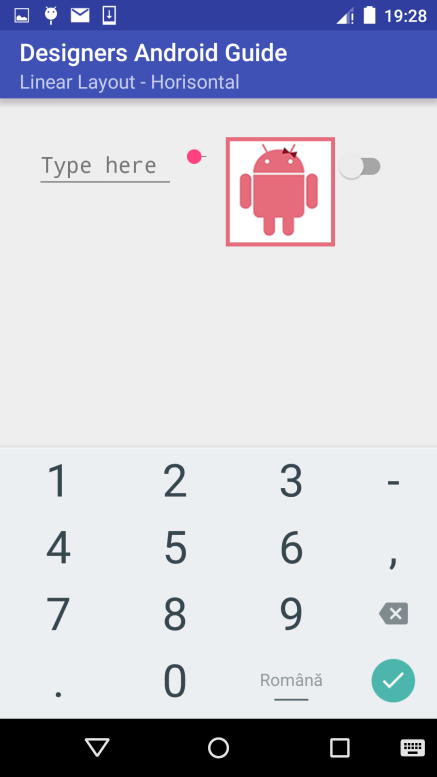 19:28
Designers Android Guide
Linear Layout - Horisontal
Type here
1 2 3 -
4 5 6 ,
7 8 9
. 0 Română